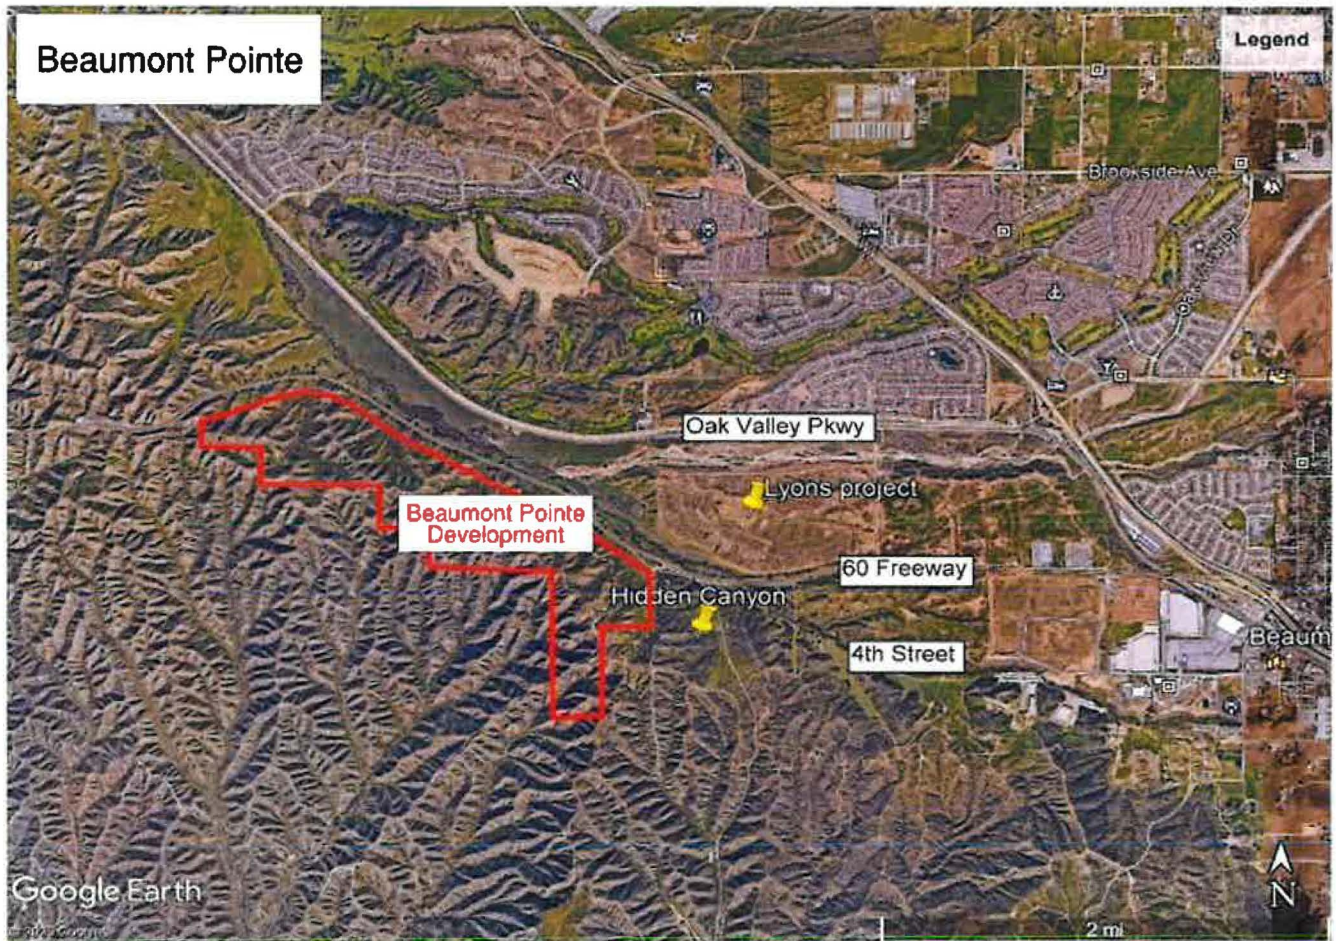 Beaumont Pointe
Legend
Brookside Ave
Oak Valley Pkwy
Lyons project
Beaumont Pointe
Development
60 Freeway
Hidden Canyon
4th Street
Beaum
Google Earth
N
2 mi